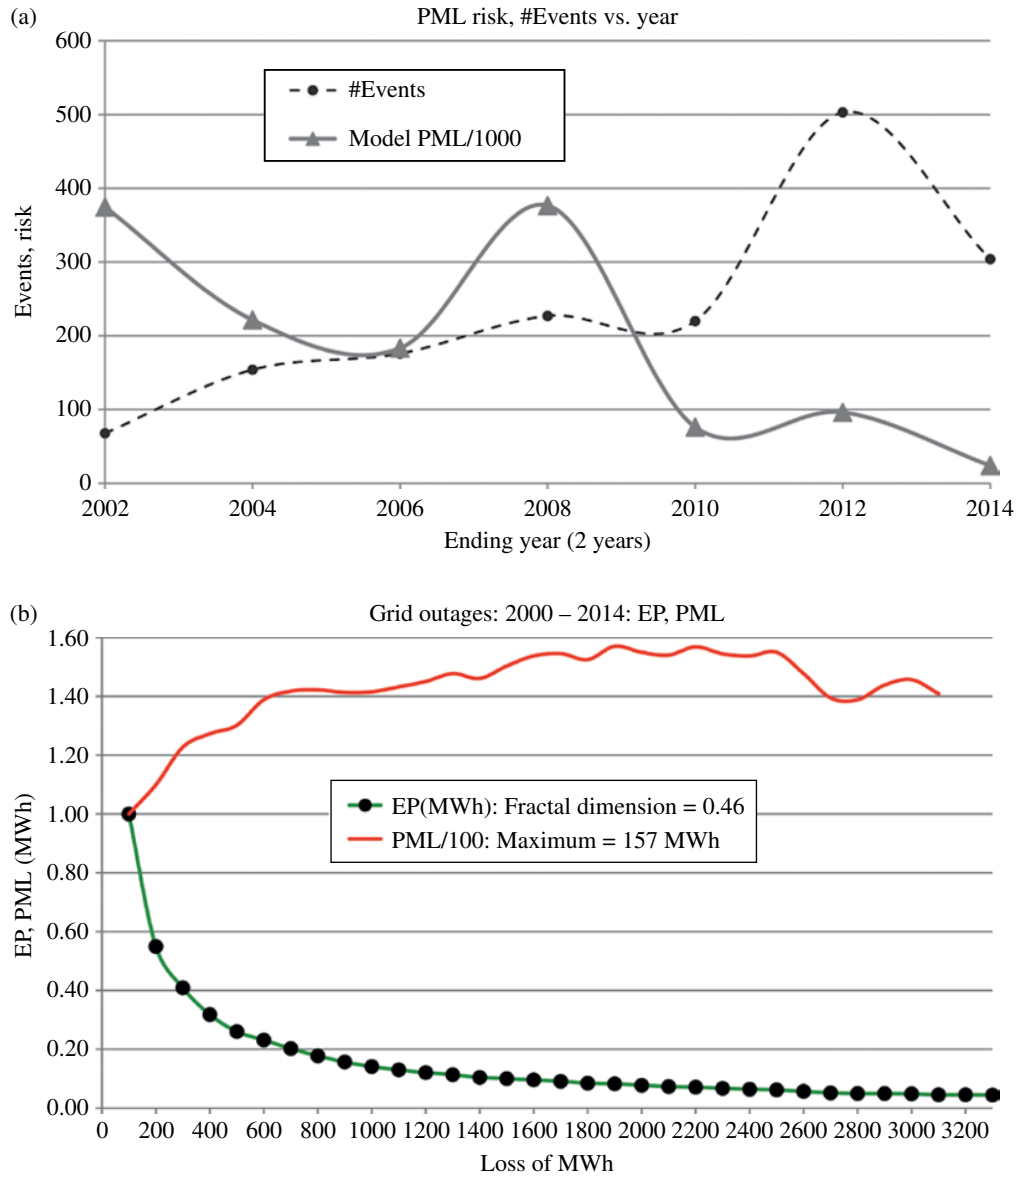 (a)
PML risk, #Events vs. year
600
500
400
300
200
100
0
Events, risk
#Events
Model PML/1000
2002 2004 2006 2008 2010 2012 2014
Ending year (2 years)
(b)
Grid outages: 2000 – 2014: EP, PML
1.60
1.40
1.20
1.00
0.80
0.60
0.40
0.20
0.00
EP, PML (MWh)
EP(MWh): Fractal dimension = 0.46
PML/100: Maximum = 157 MWh
0 200 400 600 800 1000 1200 1400 1600 1800 2000 2200 2400 2600 2800 3000 3200
Loss of MWh